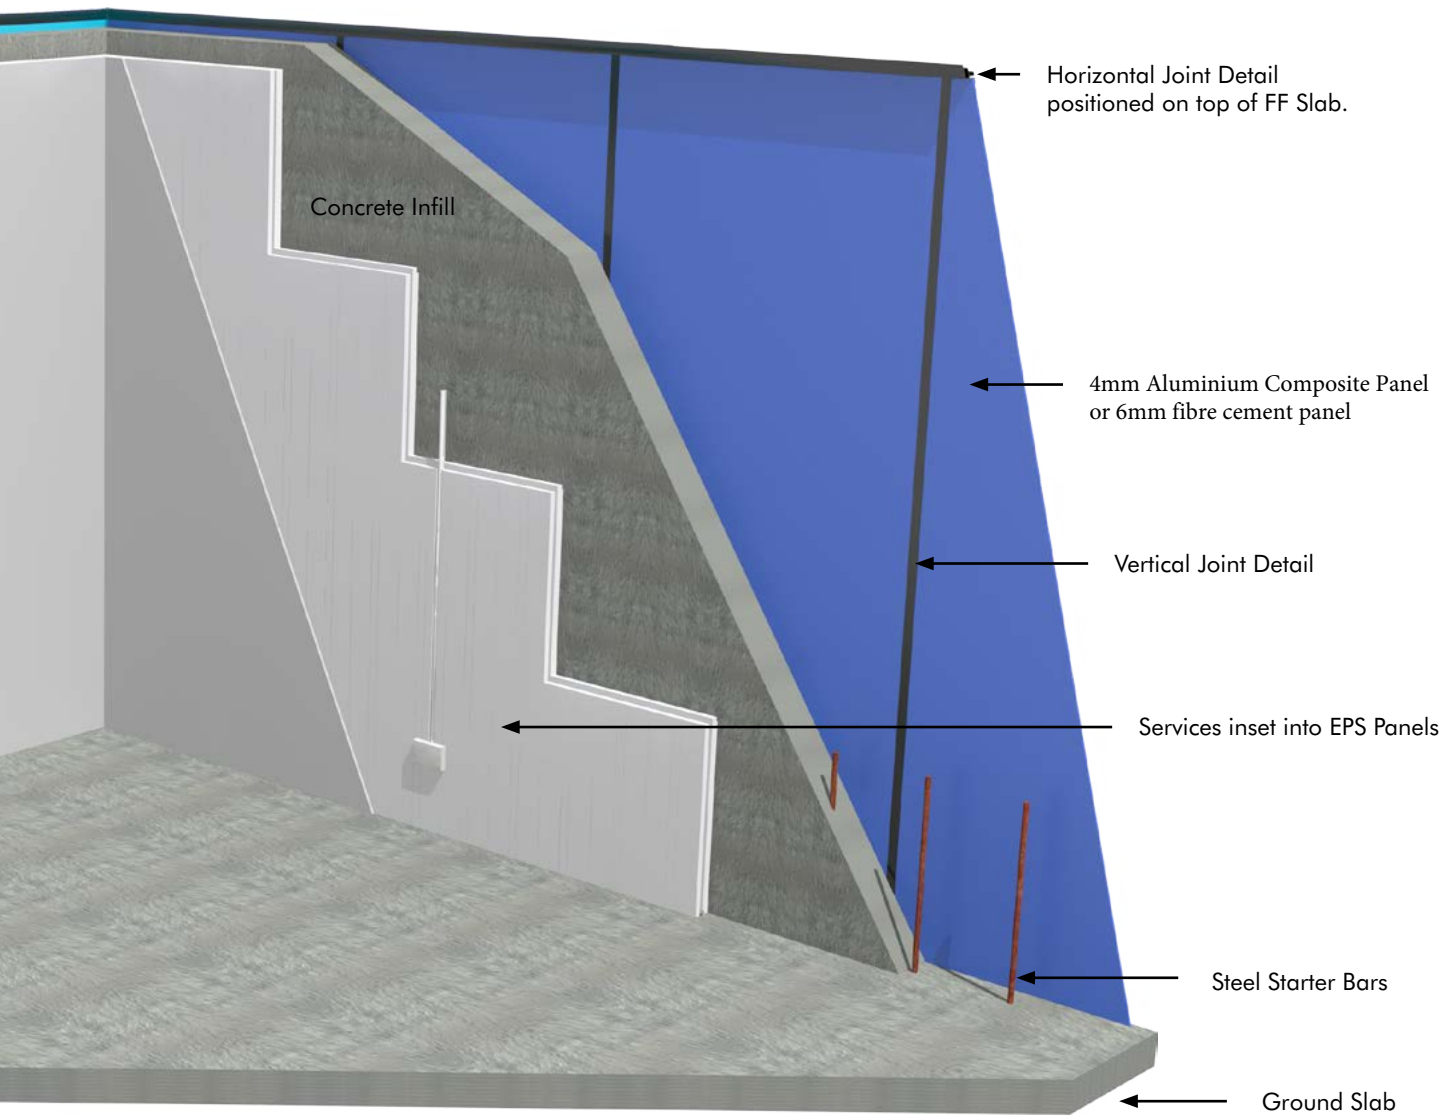 Horizontal Joint Detail
positioned on top of FF Slab.
Concrete Infill
4mm Aluminium Composite Panel
or 6mm fibre cement panel
Vertical Joint Detail
Services inset into EPS Panels
Steel Starter Bars
Ground Slab